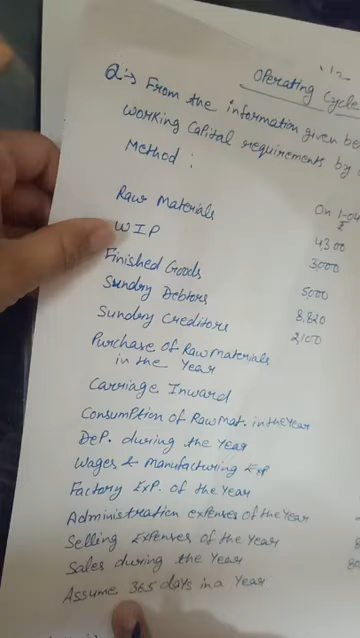 Operating Cycle
Q:-> From the information given be
Working Capital requirements by
Method :
On 1-04
Raw Materials 4300
WIP 3000
Finished Goods 5000
Sundry Debtors 8,820
Sundry Creditors 2,100
Purchase of Raw Materials
in the Year
Carriage Inward
Consumption of Raw Mat. in the Year
Dep. during the Year
Wages & Manufacturing Exp
Factory Exp. of the Year
Administration expenses of the Year
Selling Expenses of the Year 8
Sales during the Year 80
Assume 365 days in a Year